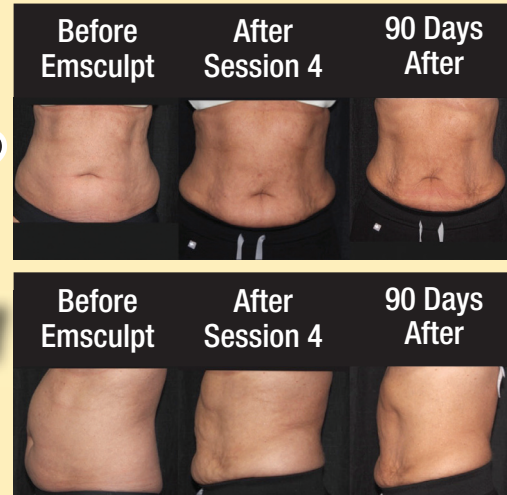 Before
Emsculpt
After
Session 4
90 Days
After
Before
Emsculpt
After
Session 4
90 Days
After